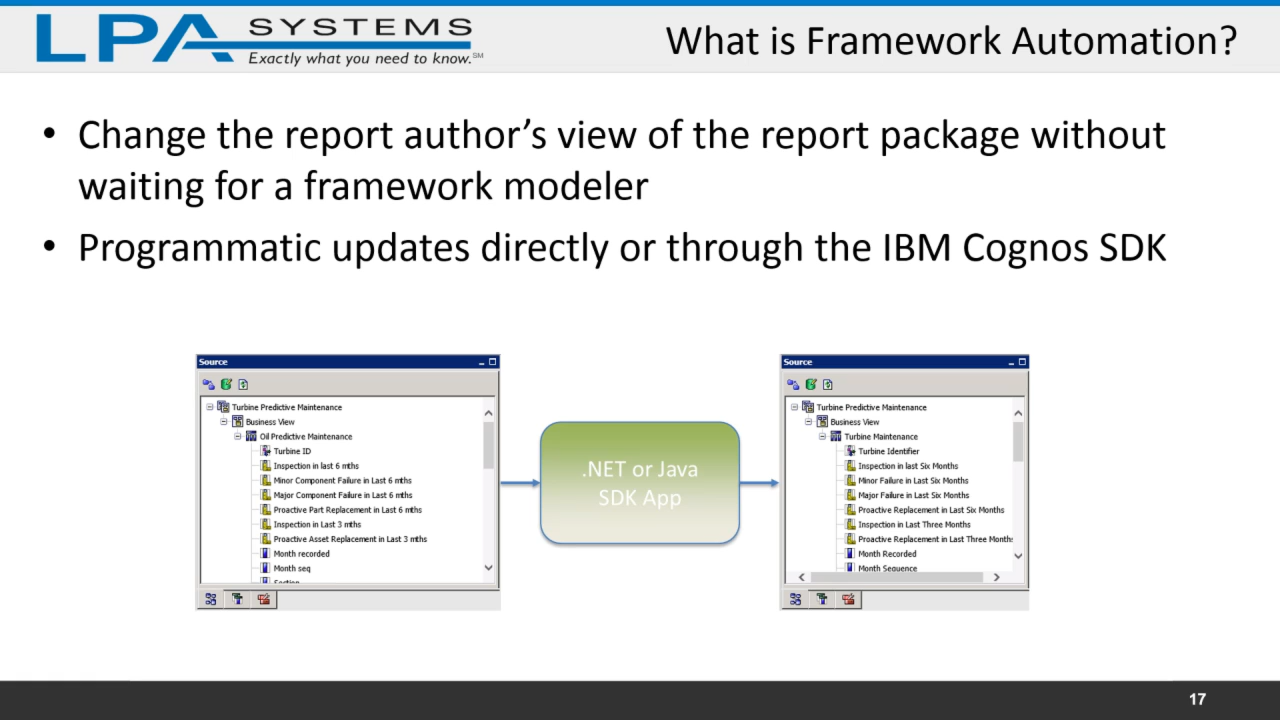 LPA SYSTEMS
Exactly what you need to know.℠
What is Framework Automation?
• Change the report author’s view of the report package without
waiting for a framework modeler
• Programmatic updates directly or through the IBM Cognos SDK
Source
Turbine Predictive Maintenance
Business View
Oil Predictive Maintenance
Turbine ID
Inspection in last 6 mths
Minor Component Failure in Last 6 mths
Major Component Failure in Last 6 mths
Proactive Part Replacement in Last 6 mths
Inspection in Last 3 mths
Proactive Asset Replacement in Last 3 mths
Month recorded
Month seq
Section
.NET or Java
SDK App
Source
Turbine Predictive Maintenance
Business View
Turbine Maintenance
Turbine Identifier
Inspection in last Six Months
Minor Failure in Last Six Months
Major Failure in Last Six Months
Proactive Replacement in Last Six Months
Inspection in Last Three Months
Proactive Replacement in Last Three Months
Month Recorded
Month Sequence
17